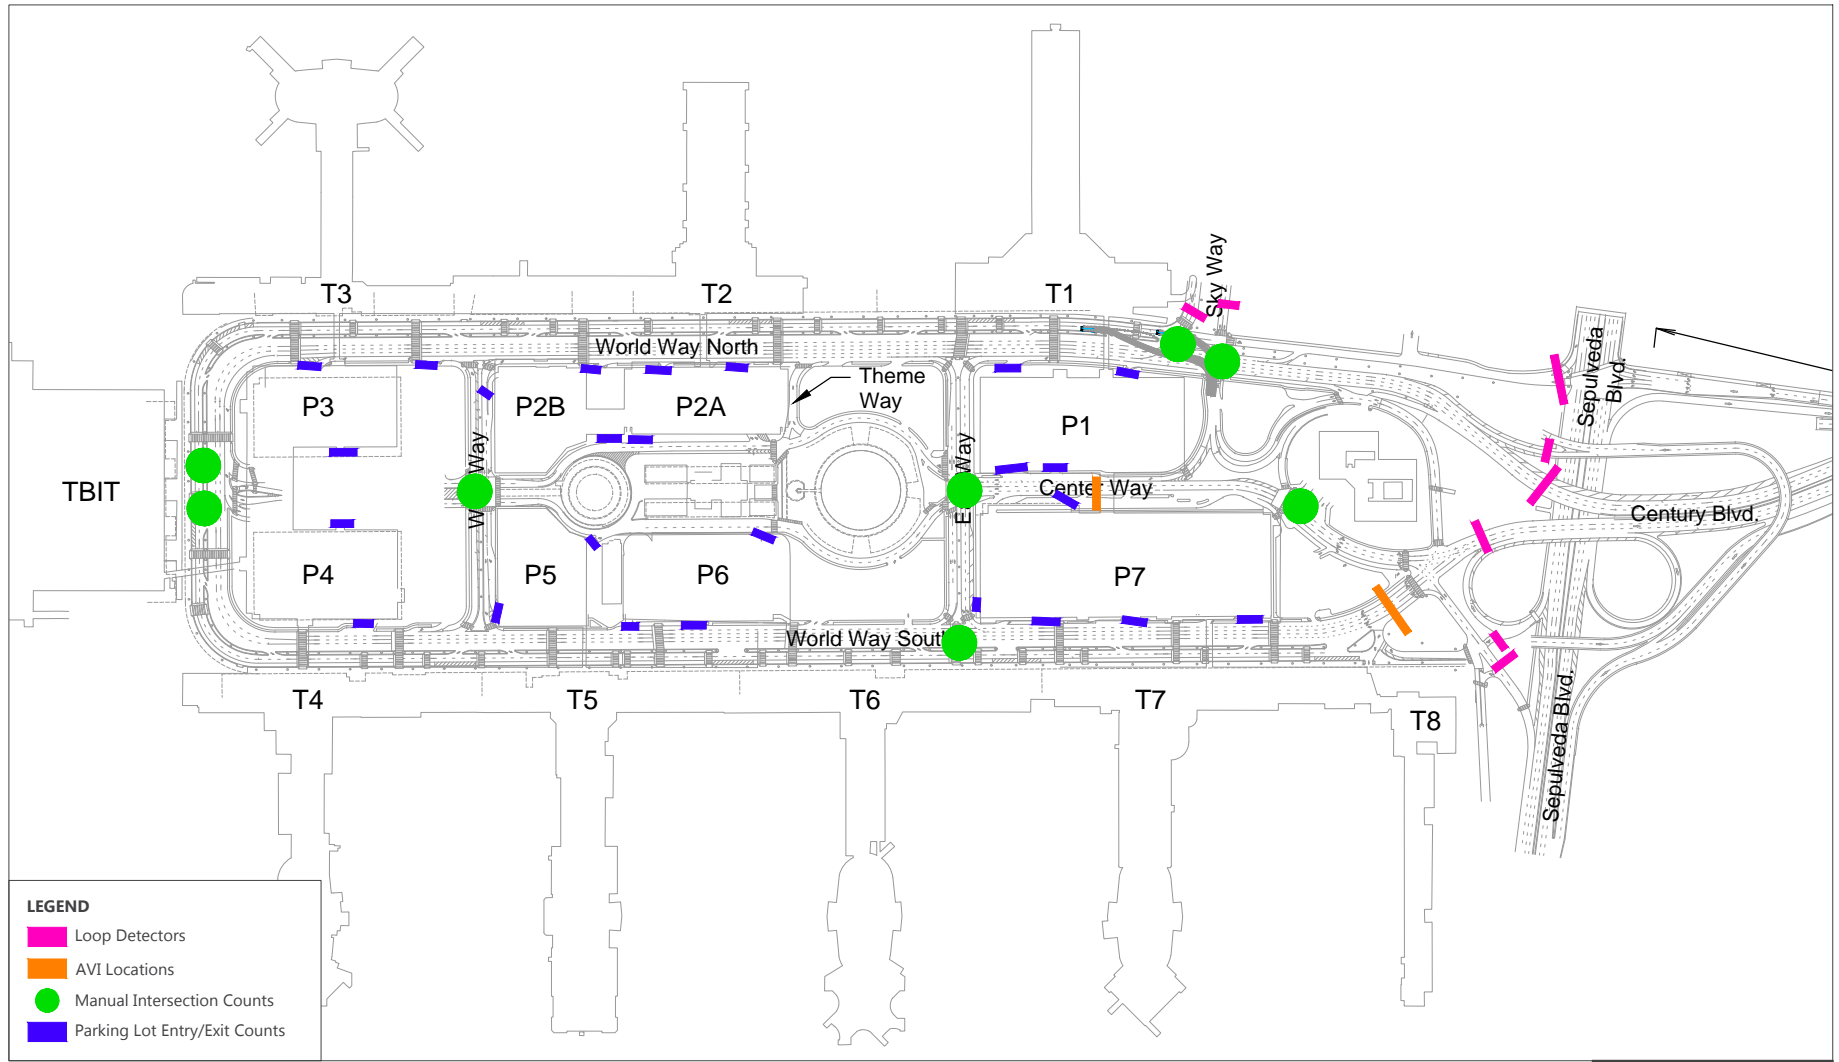 Sky Way
T3
T2
T1
World Way North
Sepulveda
Blvd.
Theme
Way
P3
P2B
P2A
P1
TBIT
W Way
E Way
Center Way
Century Blvd.
P4
P5
P6
P7
World Way South
T4
T5
T6
T7
T8
Sepulveda Blvd.
LEGEND
Loop Detectors
AVI Locations
Manual Intersection Counts
Parking Lot Entry/Exit Counts